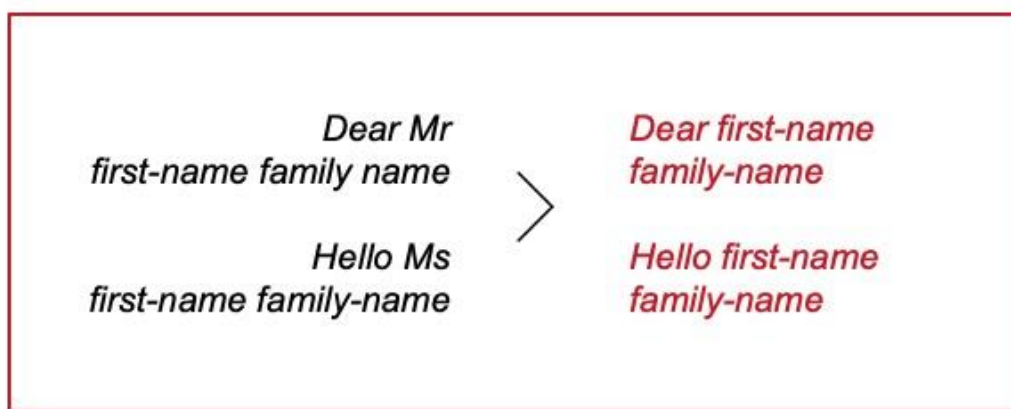 Dear Mr
first-name family name
Hello Ms
first-name family-name
Dear first-name
family-name
Hello first-name
family-name